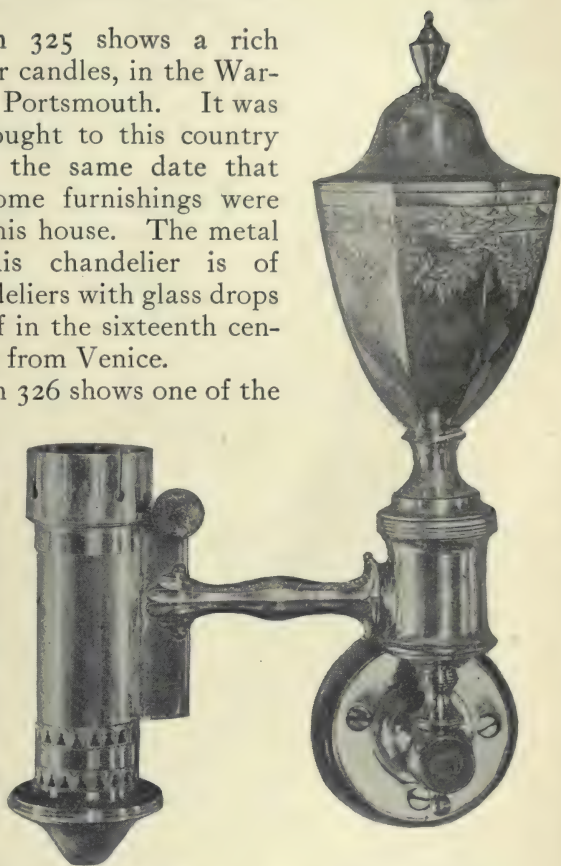 n 325 shows a rich
r candles, in the War-
Portsmouth. It was
ought to this country
the same date that
ome furnishings were
his house. The metal
is chandelier is of
deliers with glass drops
f in the sixteenth cen-
from Venice.
n 326 shows one of the